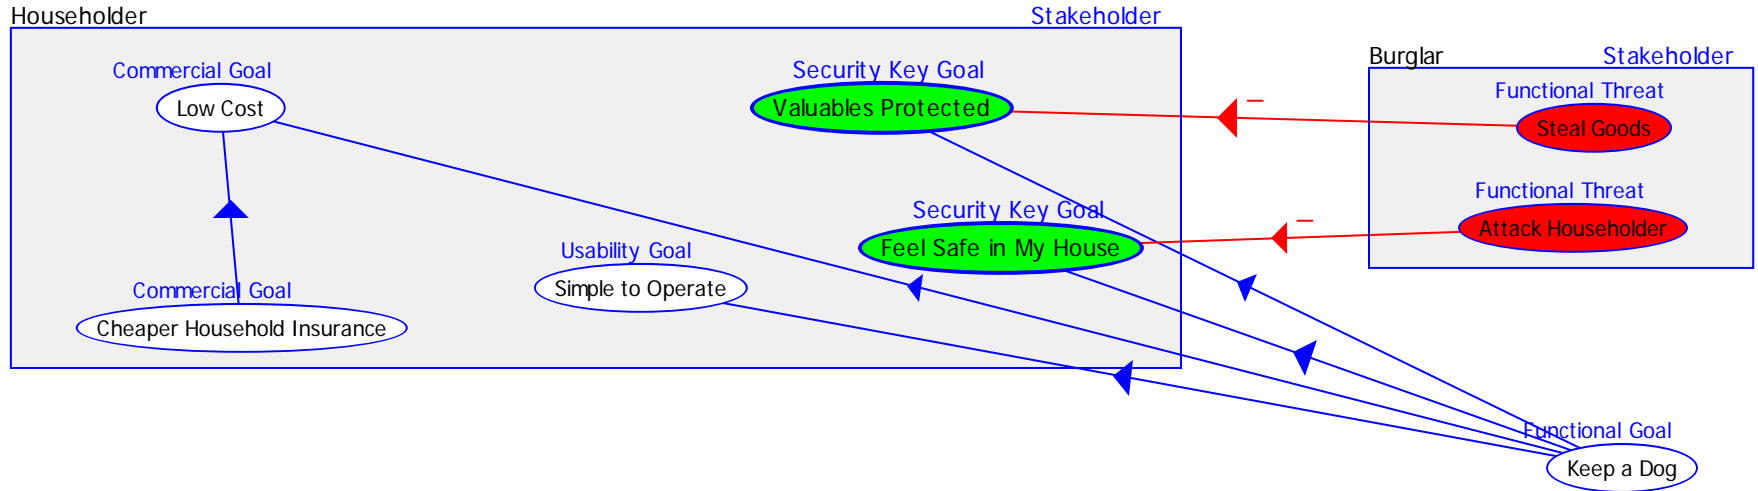 Householder
Stakeholder
Commercial Goal
Low Cost
Security Key Goal
Valuables Protected
Security Key Goal
Feel Safe in My House
Usability Goal
Simple to Operate
Commercial Goal
Cheaper Household Insurance
Burglar
Stakeholder
Functional Threat
Steal Goods
Functional Threat
Attack Householder
–
–
Functional Goal
Keep a Dog